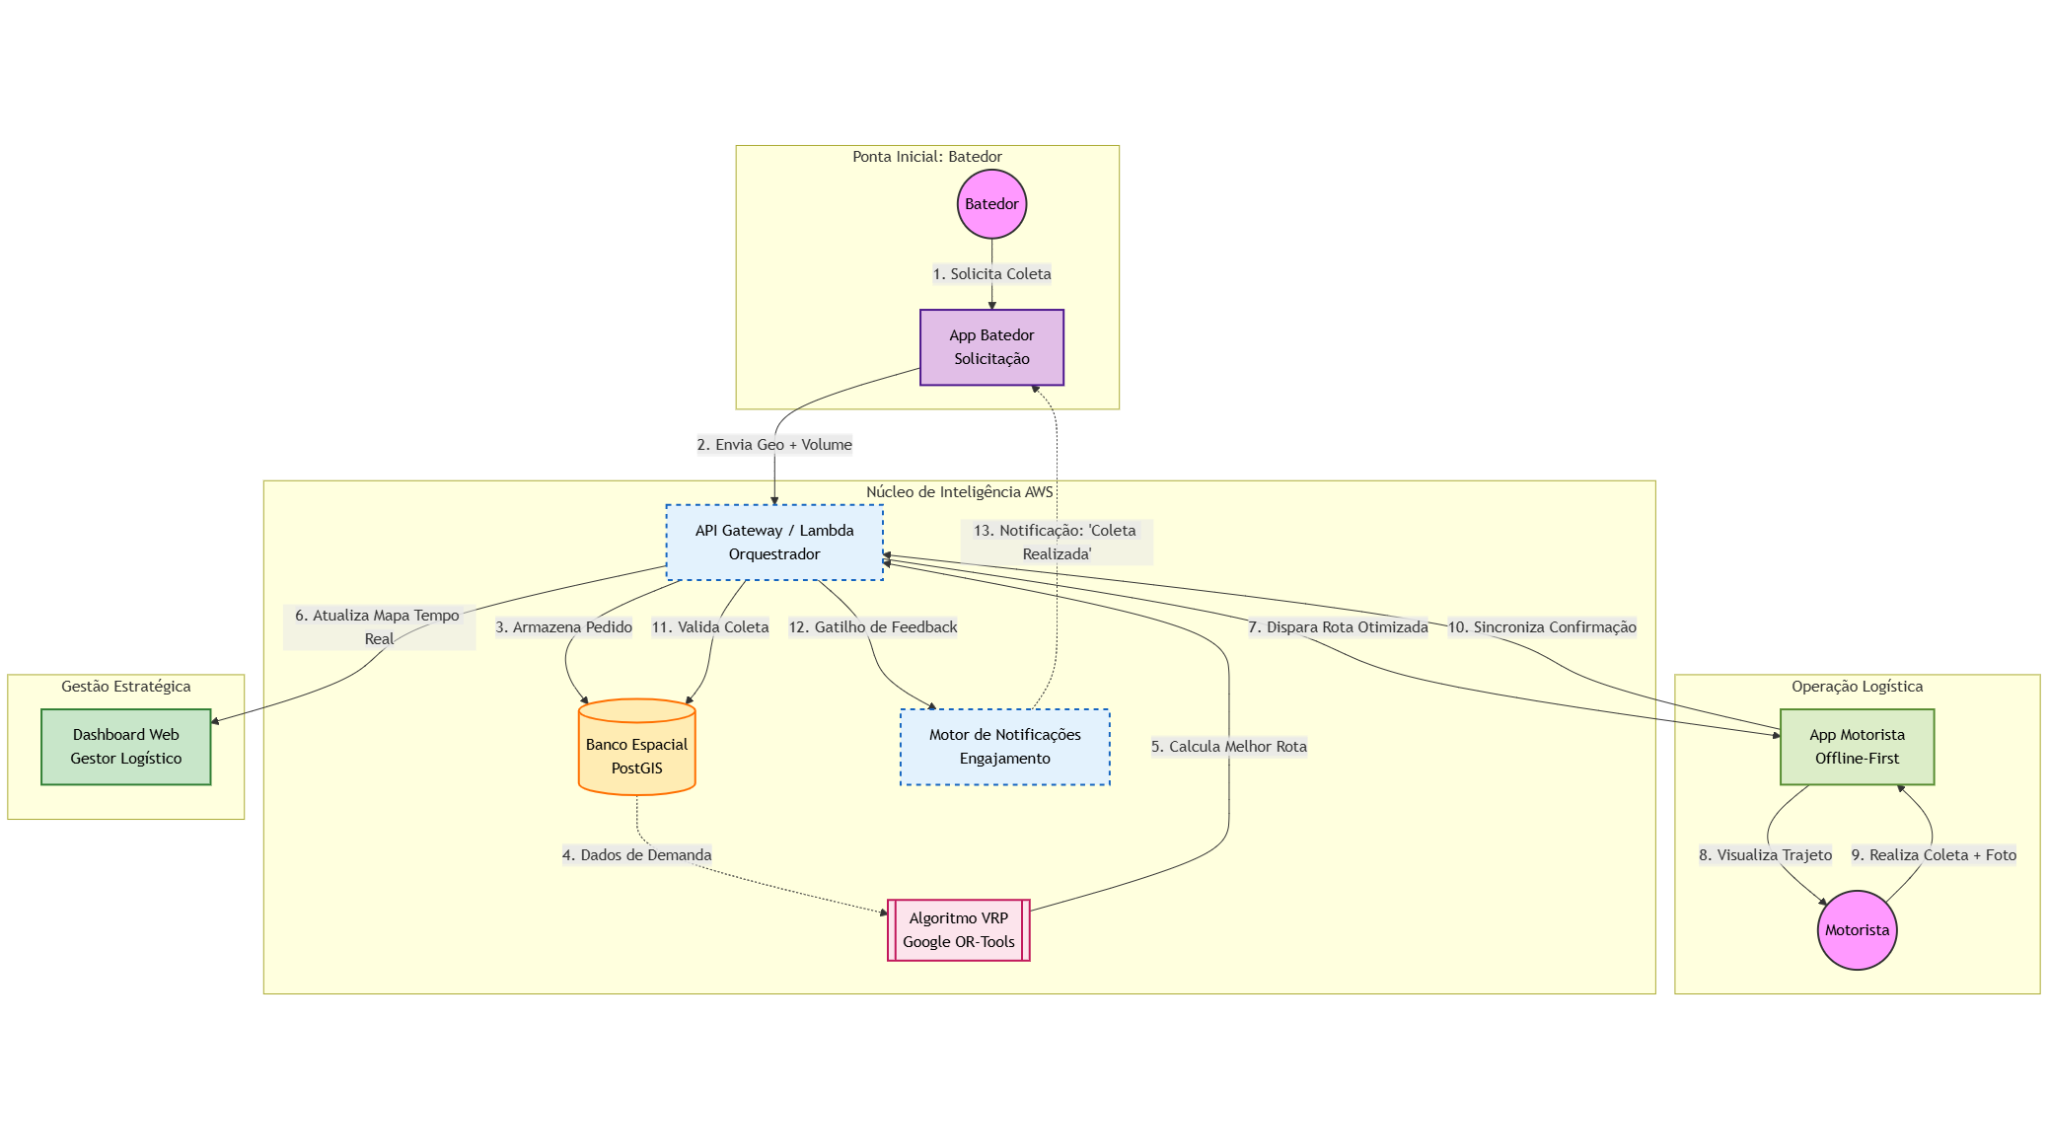 Ponta Inicial: Batedor
Batedor
1. Solicita Coleta
App Batedor
Solicitação
2. Envia Geo + Volume
Núcleo de Inteligência AWS
API Gateway / Lambda
Orquestrador
13. Notificação: 'Coleta
Realizada'
6. Atualiza Mapa Tempo
Real
3. Armazena Pedido
11. Valida Coleta
12. Gatilho de Feedback
7. Dispara Rota Otimizada
10. Sincroniza Confirmação
Gestão Estratégica
Dashboard Web
Gestor Logístico
Banco Espacial
PostGIS
Motor de Notificações
Engajamento
5. Calcula Melhor Rota
Operação Logística
App Motorista
Offline-First
4. Dados de Demanda
8. Visualiza Trajeto
9. Realiza Coleta + Foto
Algoritmo VRP
Google OR-Tools
Motorista